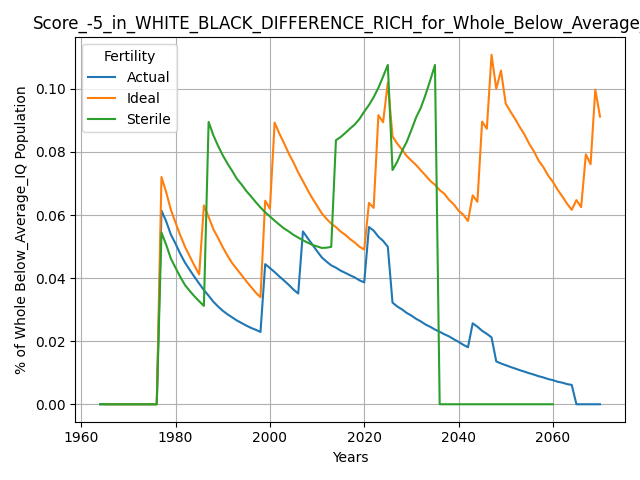 Score_-5_in_WHITE_BLACK_DIFFERENCE_RICH_for_Whole_Below_Average_
% of Whole Below_Average_IQ Population
0.10
0.08
0.06
0.04
0.02
0.00
Fertility
Actual
Ideal
Sterile
1960 1980 2000 2020 2040 2060
Years